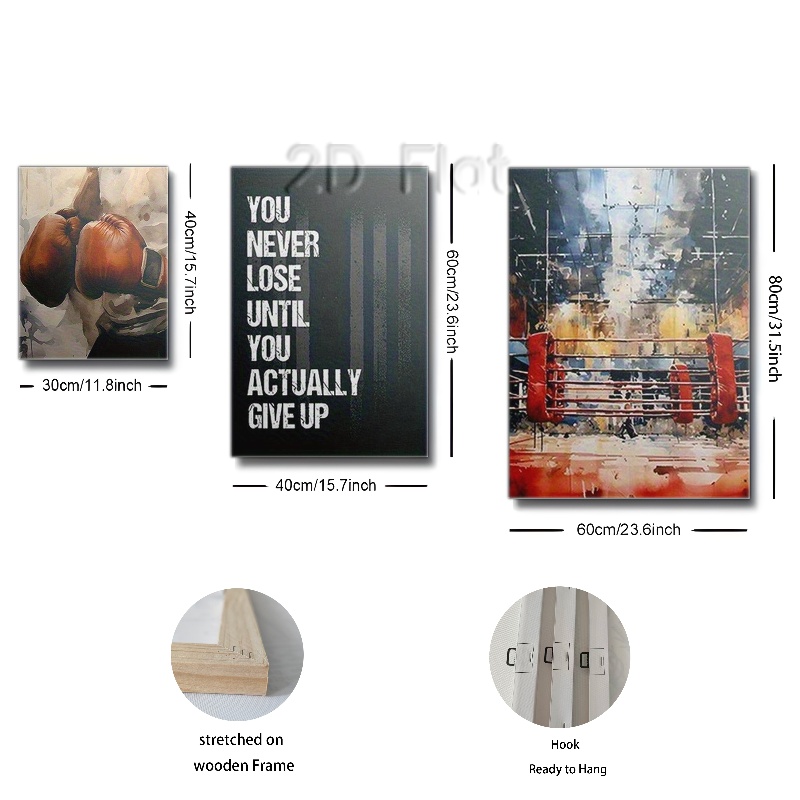 2D Flat
YOU
NEVER
LOSE
UNTIL
YOU
ACTUALLY
GIVE UP
40cm/15.7inch
30cm/11.8inch
60cm/23.6inch
40cm/15.7inch
80cm/31.5inch
60cm/23.6inch
stretched on
wooden Frame
Hook
Ready to Hang